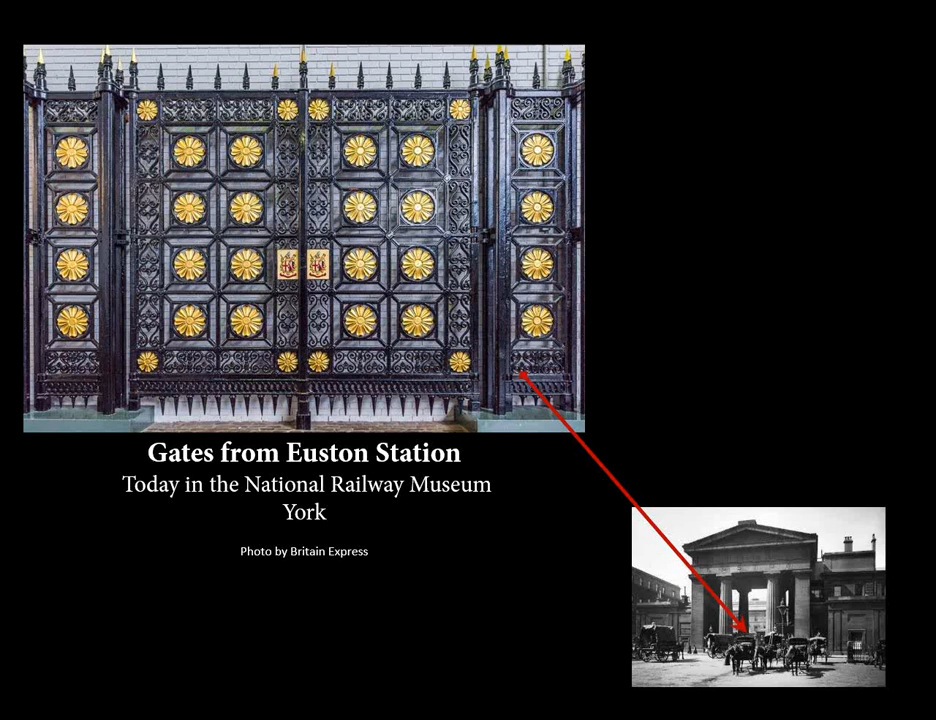 Gates from Euston Station
Today in the National Railway Museum
York
Photo by Britain Express